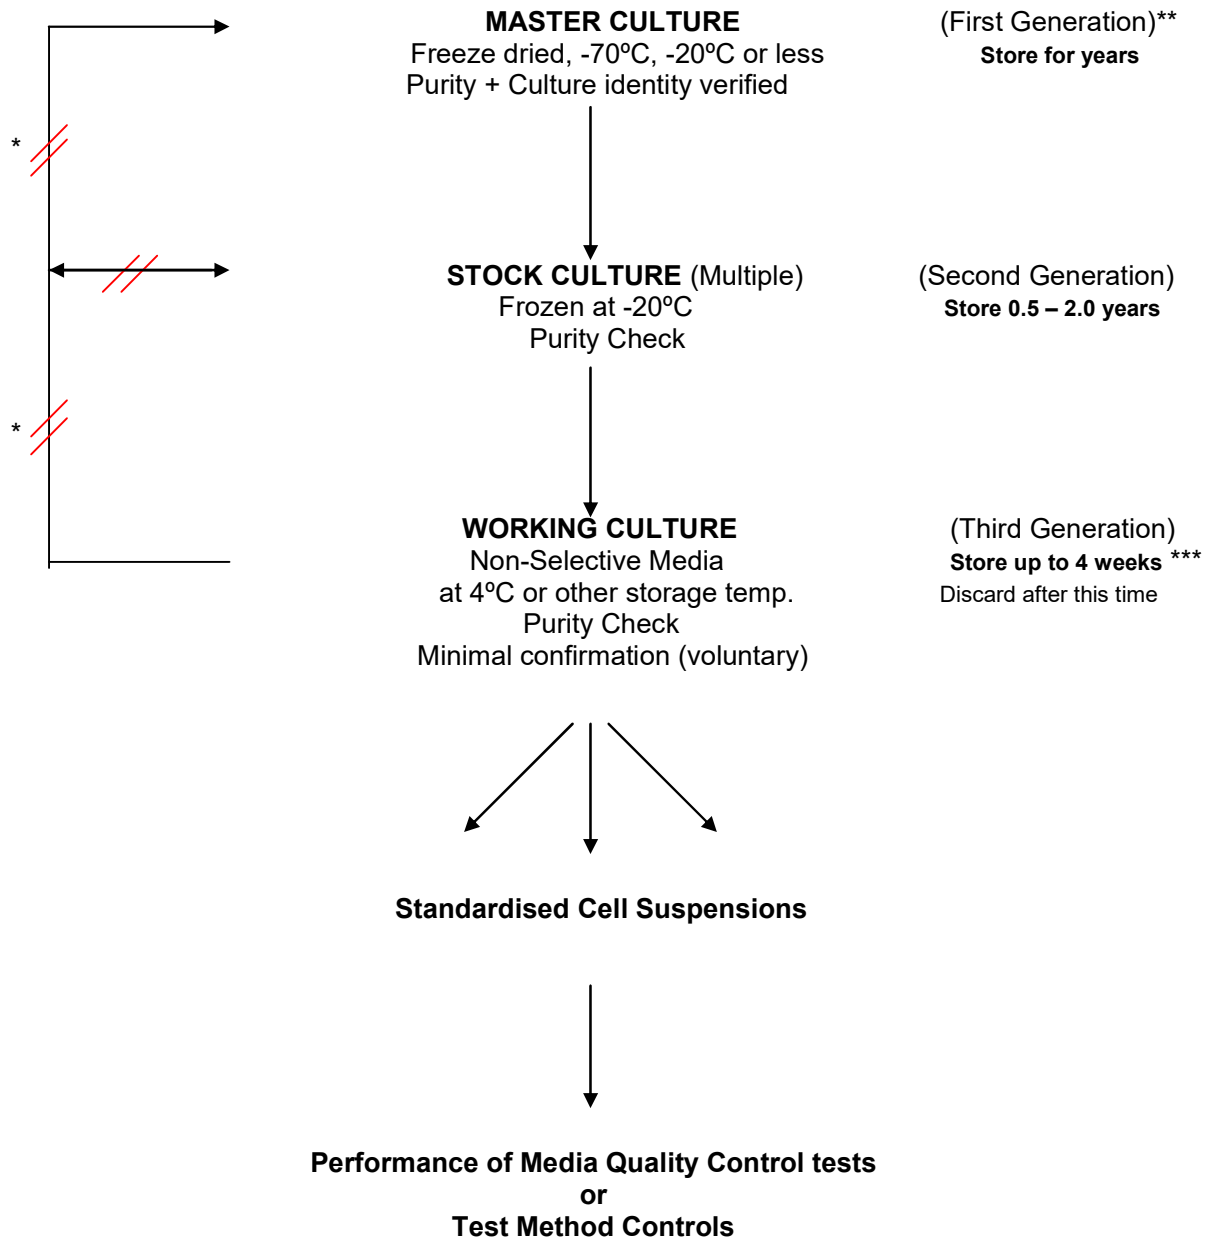 MASTER CULTURE (First Generation)**
Freeze dried, -70ºC, -20ºC or less Store for years
Purity + Culture identity verified
*
STOCK CULTURE (Multiple) (Second Generation)
Frozen at -20ºC Store 0.5 – 2.0 years
Purity Check
*
WORKING CULTURE (Third Generation)
Non-Selective Media Store up to 4 weeks ***
at 4ºC or other storage temp. Discard after this time
Purity Check
Minimal confirmation (voluntary)
Standardised Cell Suspensions
Performance of Media Quality Control tests
or
Test Method Controls